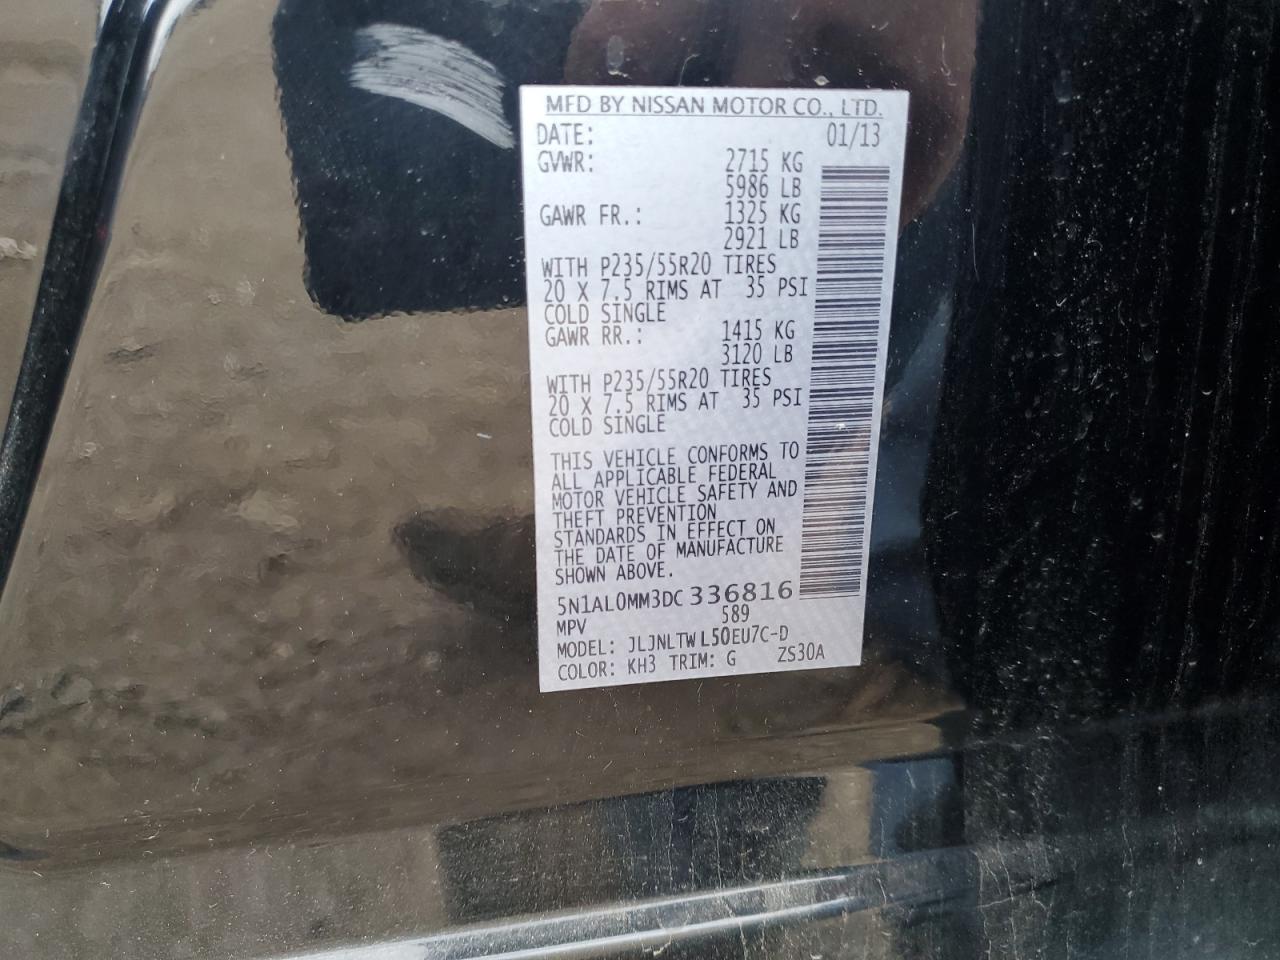 MFD BY NISSAN MOTOR CO., LTD.
DATE: 01/13
GVWR: 2715 KG
5986 LB
GAWR FR.: 1325 KG
2921 LB
WITH P235/55R20 TIRES
20 X 7.5 RIMS AT 35 PSI
COLD SINGLE
GAWR RR.: 1415 KG
3120 LB
WITH P235/55R20 TIRES
20 X 7.5 RIMS AT 35 PSI
COLD SINGLE
THIS VEHICLE CONFORMS TO
ALL APPLICABLE FEDERAL
MOTOR VEHICLE SAFETY AND
THEFT PREVENTION
STANDARDS IN EFFECT ON
THE DATE OF MANUFACTURE
SHOWN ABOVE.
5N1AL0MM3DC 336816
MPV 589
MODEL: JLJNLTW L50EU7C-D
COLOR: KH3 TRIM: G ZS30A